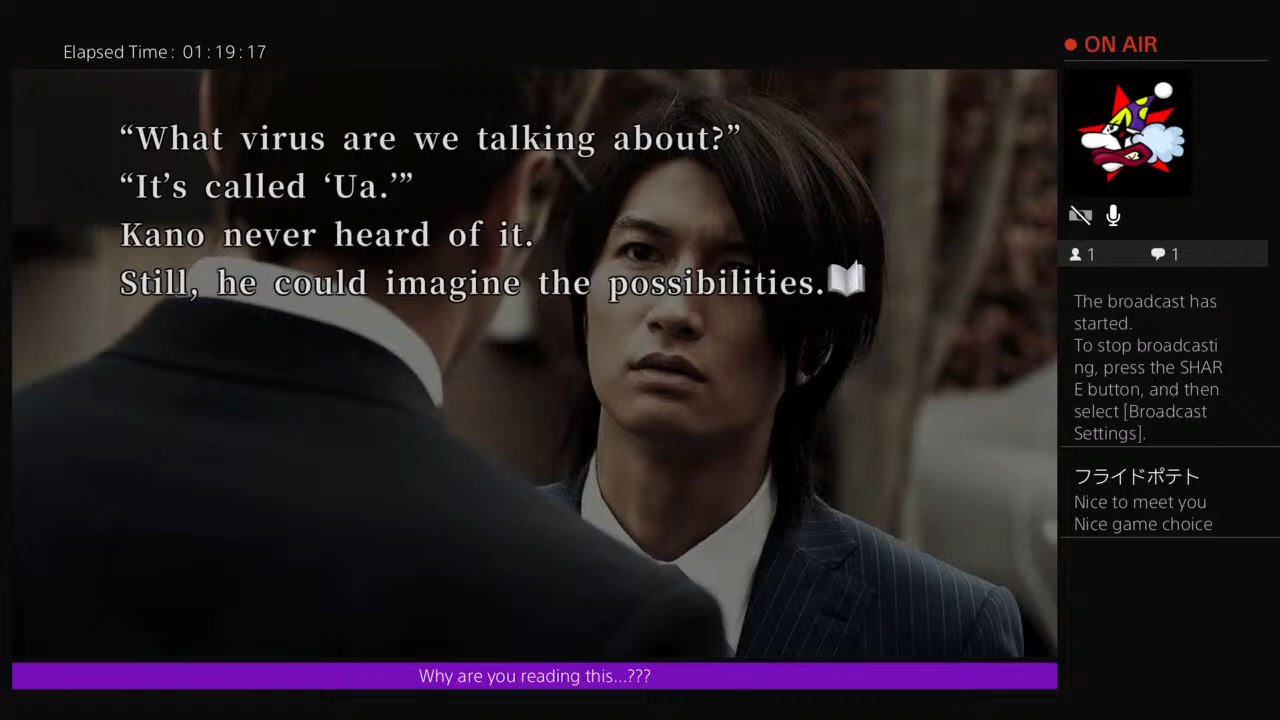 Elapsed Time: 01:19:17
ON AIR
“What virus are we talking about?”
“It’s called ‘Ua.’”
Kano never heard of it.
Still, he could imagine the possibilities.
1
1
The broadcast has
started.
To stop broadcasti
ng, press the SHAR
E button, and then
select [Broadcast
Settings].
フライドポテト
Nice to meet you
Nice game choice
Why are you reading this...???